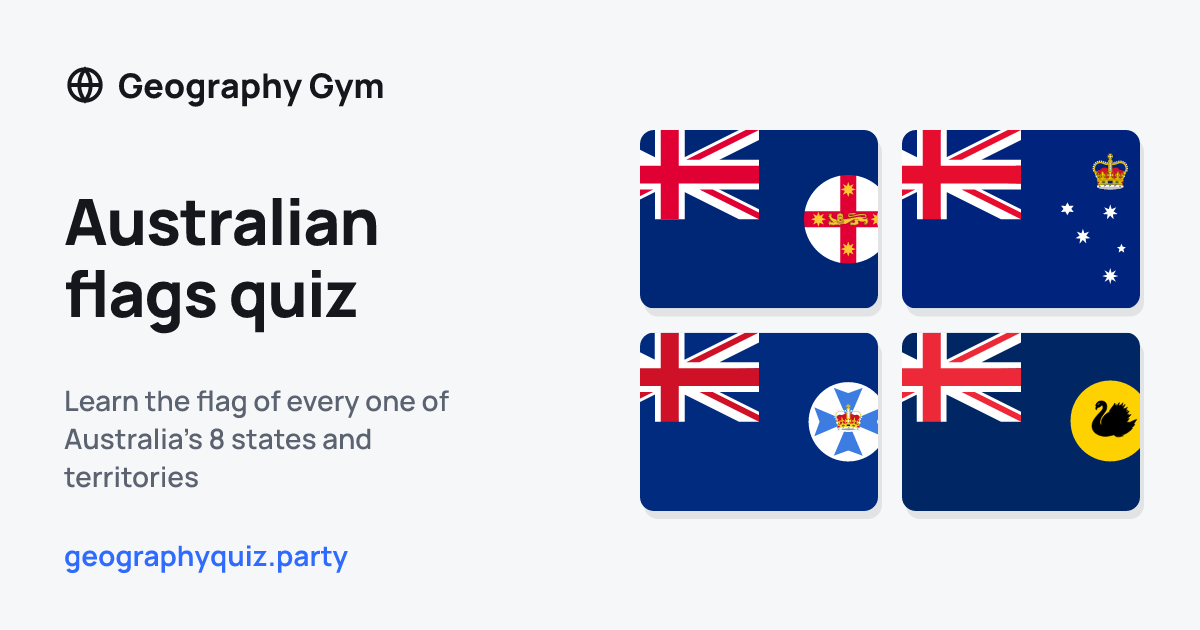 Geography Gym
Australian
flags quiz
Learn the flag of every one of
Australia’s 8 states and
territories
geographyquiz.party